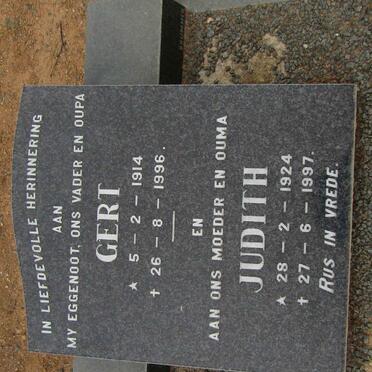 IN LIEFDEVOLLE HERINNERING
AAN
MY EGGENOOT, ONS VADER EN OUPA
GERT
★ 5-2-1914
✝ 26-8-1996.
EN
AAN ONS MOEDER EN OUMA
JUDITH
★ 28-2-1924
✝ 27-6-1997.
RUS IN VREDE.